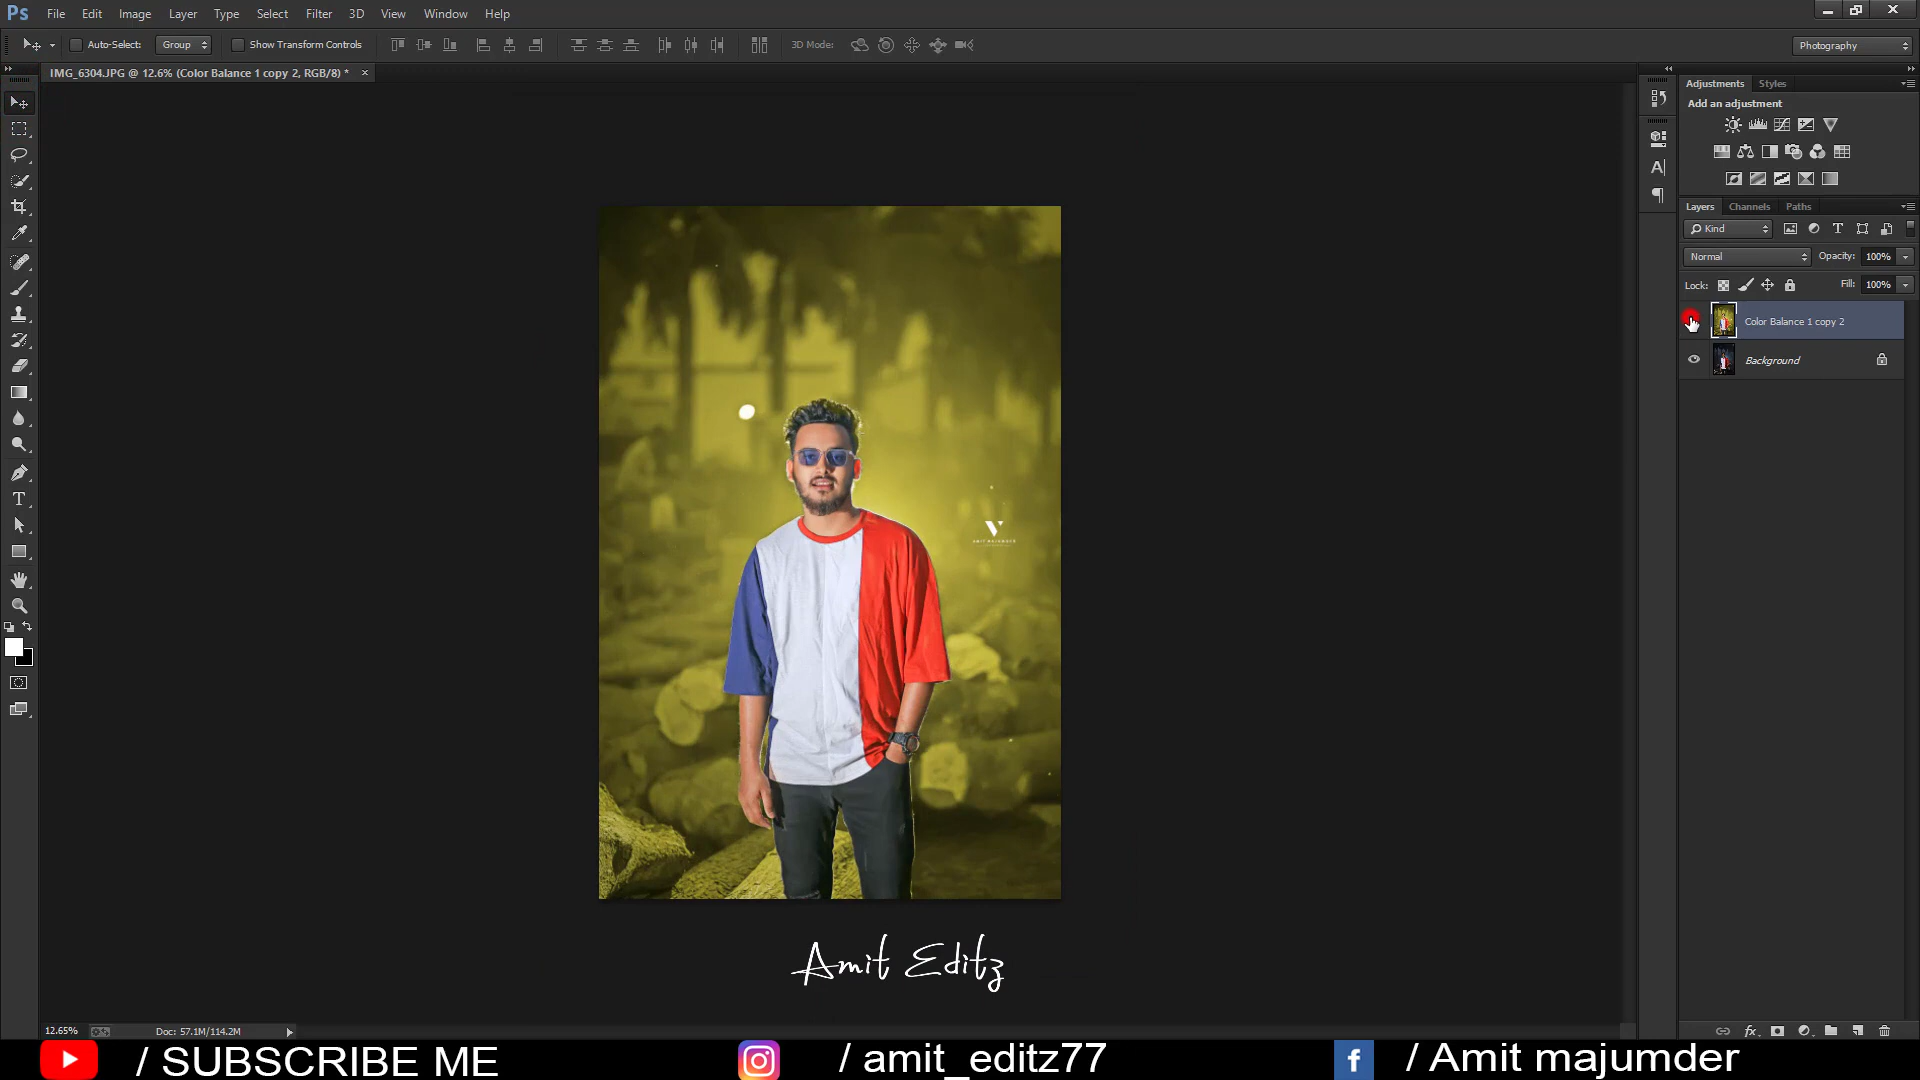 Ps File Edit Image Layer Type Select Filter 3D View Window Help
Auto-Select: Group Show Transform Controls 3D Mode: Photography
IMG_6304.JPG @ 12.6% (Color Balance 1 copy 2, RGB/8) * ×
Adjustments Styles
Add an adjustment
Layers Channels Paths
Kind
Normal Opacity: 100%
Lock: Fill: 100%
Color Balance 1 copy 2
Background
AMIT MAJUMDER
Amit Editz
12.65% Doc: 57.1M/114.2M
/ SUBSCRIBE ME / amit_editz77 / Amit majumder